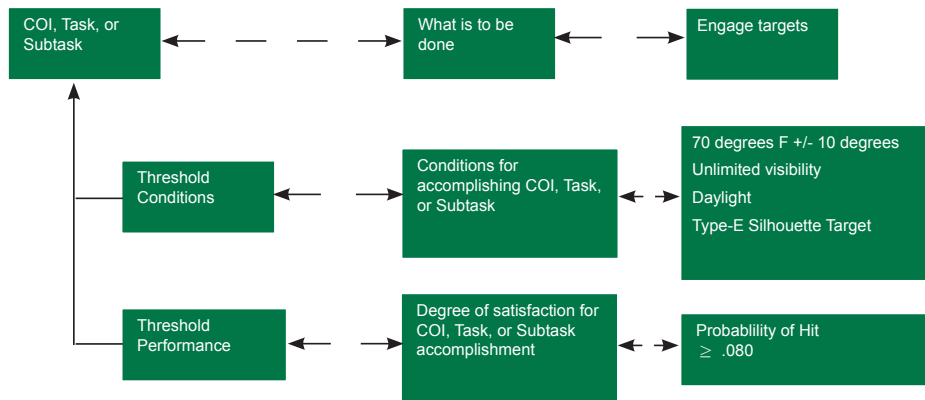 COI, Task, or
Subtask
What is to be
done
Engage targets
Threshold
Conditions
Conditions for
accomplishing COI, Task,
or Subtask
70 degrees F +/- 10 degrees
Unlimited visibility
Daylight
Type-E Silhouette Target
Threshold
Performance
Degree of satisfaction for
COI, Task, or Subtask
accomplishment
Probablility of Hit
≥ .080